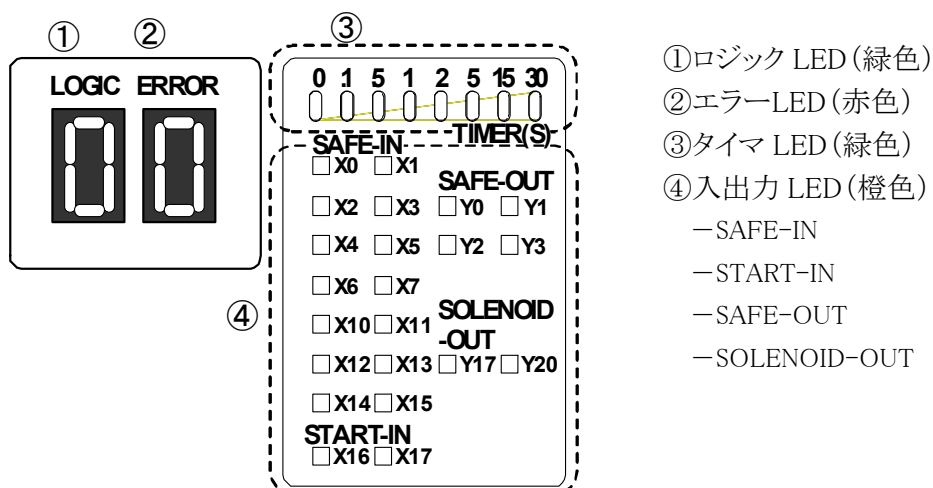 ① ② ③
LOGIC ERROR
0 .1 .5 1 2 5 15 30
TIMER(S)
SAFE-IN
X0 X1
SAFE-OUT
X2 X3 Y0 Y1
X4 X5 Y2 Y3
X6 X7
④
SOLENOID
-OUT
X10 X11
X12 X13 Y17 Y20
X14 X15
START-IN
X16 X17
①ロジック LED(緑色)
②エラーLED(赤色)
③タイマ LED(緑色)
④入出力 LED(橙色)
－SAFE-IN
－START-IN
－SAFE-OUT
－SOLENOID-OUT